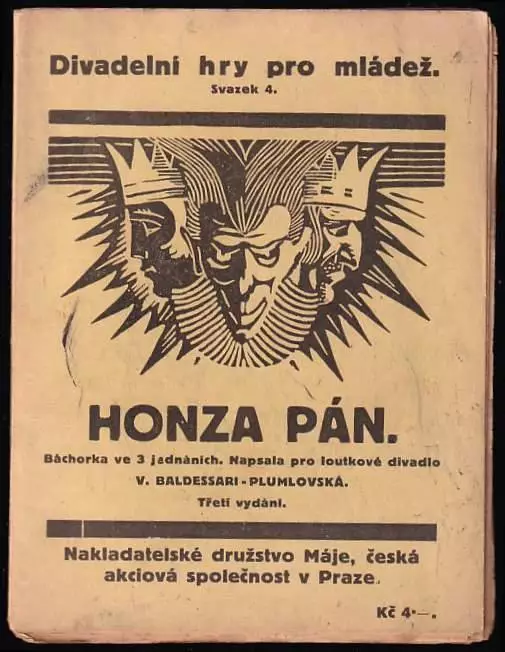 Divadelní hry pro mládež.
Svazek 4.
HONZA PÁN.
Báchorka ve 3 jednáních. Napsala pro loutkové divadlo
V. BALDESSARI-PLUMLOVSKÁ.
Třetí vydání.
Nakladatelské družstvo Máje, česká
akciová společnost v Praze.
Kč 4·—.